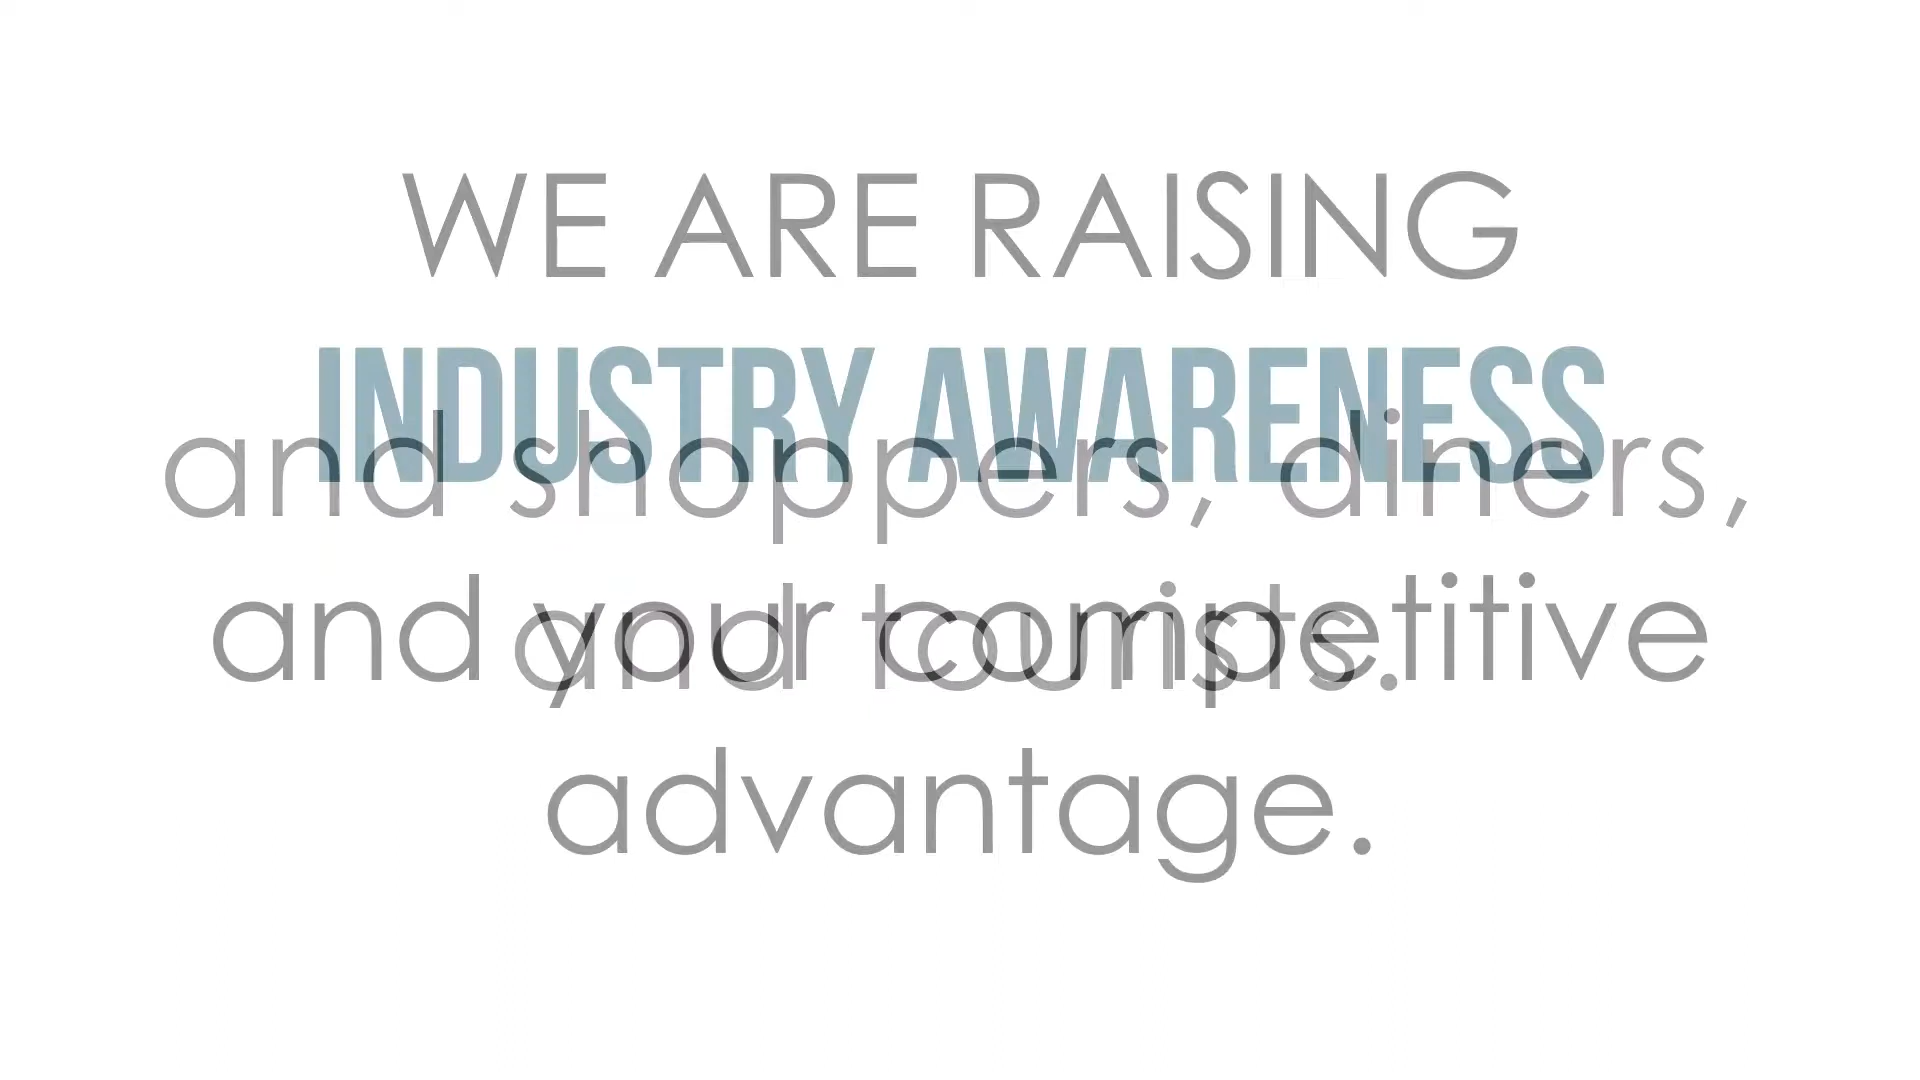 WE ARE RAISING
INDUSTRY AWARENESS
and shoppers, diners,
and your competitive
and tourists.
advantage.